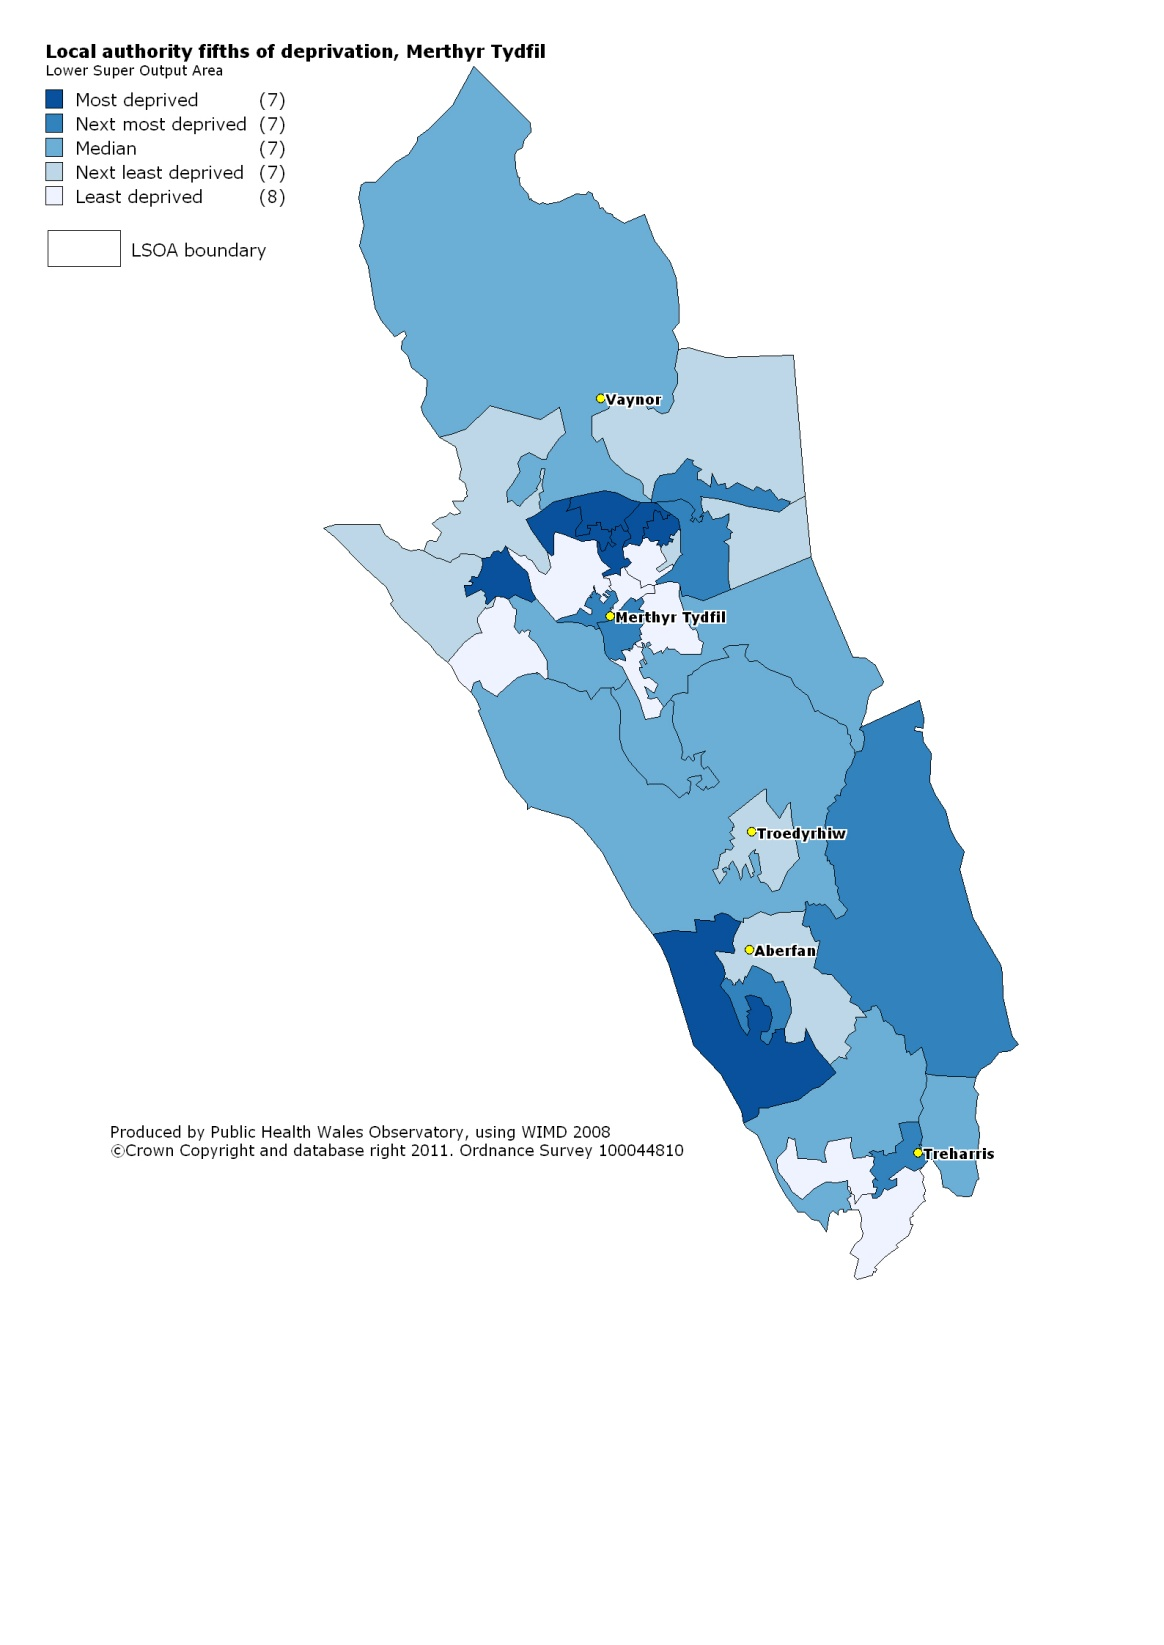 Local authority fifths of deprivation, Merthyr Tydfil
Lower Super Output Area
Most deprived (7)
Next most deprived (7)
Median (7)
Next least deprived (7)
Least deprived (8)
LSOA boundary
Vaynor
Merthyr Tydfil
Troedyrhiw
Aberfan
Produced by Public Health Wales Observatory, using WIMD 2008
©Crown Copyright and database right 2011. Ordnance Survey 100044810
Treharris